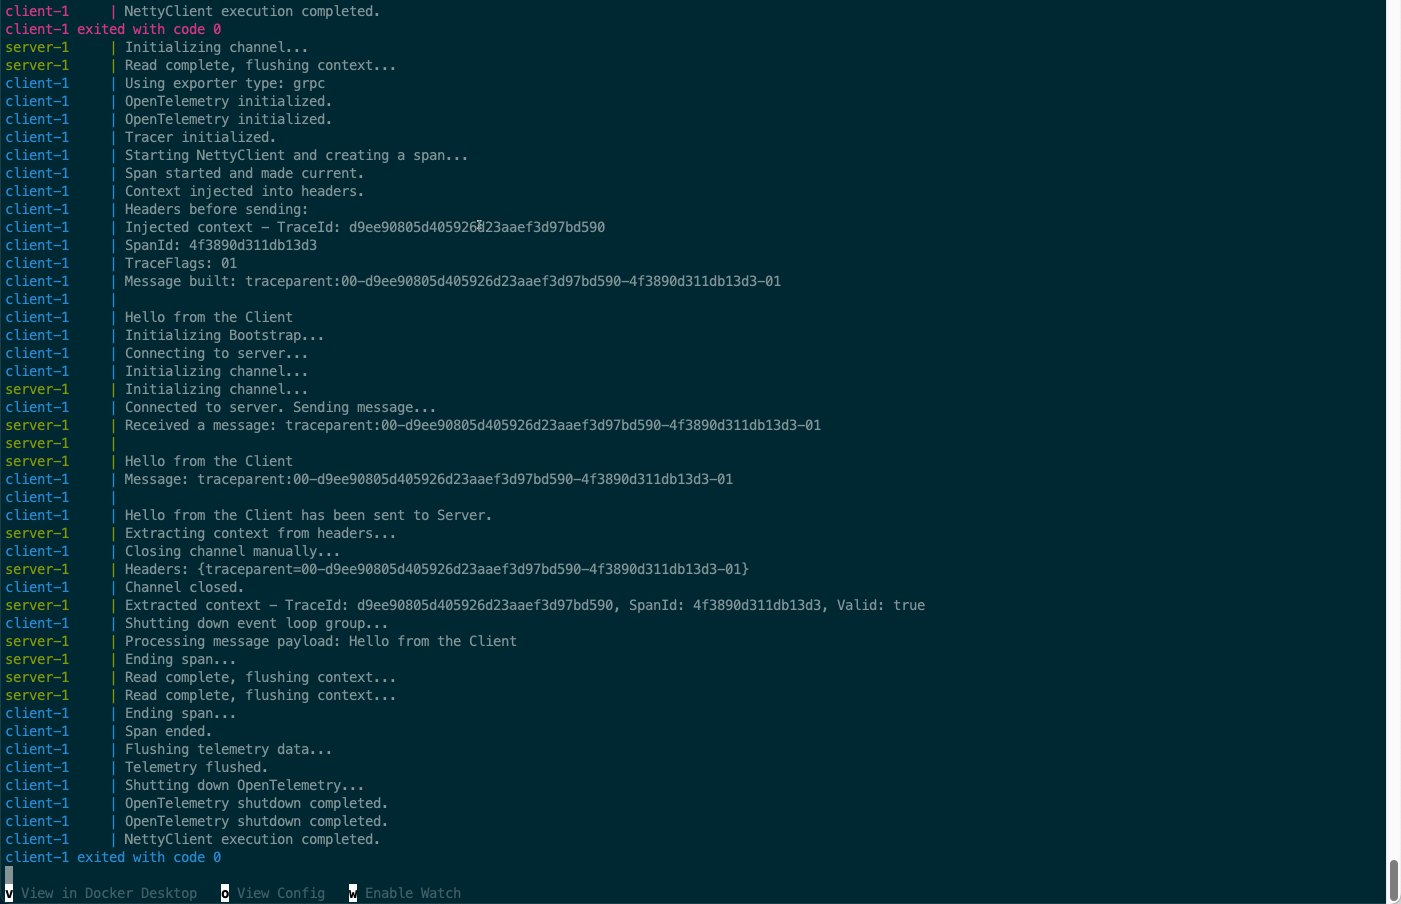 client-1     | NettyClient execution completed.
client-1 exited with code 0
server-1     | Initializing channel...
server-1     | Read complete, flushing context...
client-1     | Using exporter type: grpc
client-1     | OpenTelemetry initialized.
client-1     | OpenTelemetry initialized.
client-1     | Tracer initialized.
client-1     | Starting NettyClient and creating a span...
client-1     | Span started and made current.
client-1     | Context injected into headers.
client-1     | Headers before sending:
client-1     | Injected context - TraceId: d9ee90805d405926d23aaef3d97bd590
client-1     | SpanId: 4f3890d311db13d3
client-1     | TraceFlags: 01
client-1     | Message built: traceparent:00-d9ee90805d405926d23aaef3d97bd590-4f3890d311db13d3-01
client-1     |
client-1     | Hello from the Client
client-1     | Initializing Bootstrap...
client-1     | Connecting to server...
client-1     | Initializing channel...
server-1     | Initializing channel...
client-1     | Connected to server. Sending message...
server-1     | Received a message: traceparent:00-d9ee90805d405926d23aaef3d97bd590-4f3890d311db13d3-01
server-1     |
server-1     | Hello from the Client
client-1     | Message: traceparent:00-d9ee90805d405926d23aaef3d97bd590-4f3890d311db13d3-01
client-1     |
client-1     | Hello from the Client has been sent to Server.
server-1     | Extracting context from headers...
client-1     | Closing channel manually...
server-1     | Headers: {traceparent=00-d9ee90805d405926d23aaef3d97bd590-4f3890d311db13d3-01}
client-1     | Channel closed.
server-1     | Extracted context - TraceId: d9ee90805d405926d23aaef3d97bd590, SpanId: 4f3890d311db13d3, Valid: true
client-1     | Shutting down event loop group...
server-1     | Processing message payload: Hello from the Client
server-1     | Ending span...
server-1     | Read complete, flushing context...
server-1     | Read complete, flushing context...
client-1     | Ending span...
client-1     | Span ended.
client-1     | Flushing telemetry data...
client-1     | Telemetry flushed.
client-1     | Shutting down OpenTelemetry...
client-1     | OpenTelemetry shutdown completed.
client-1     | OpenTelemetry shutdown completed.
client-1     | NettyClient execution completed.
client-1 exited with code 0
v View in Docker Desktop   o View Config   w Enable Watch